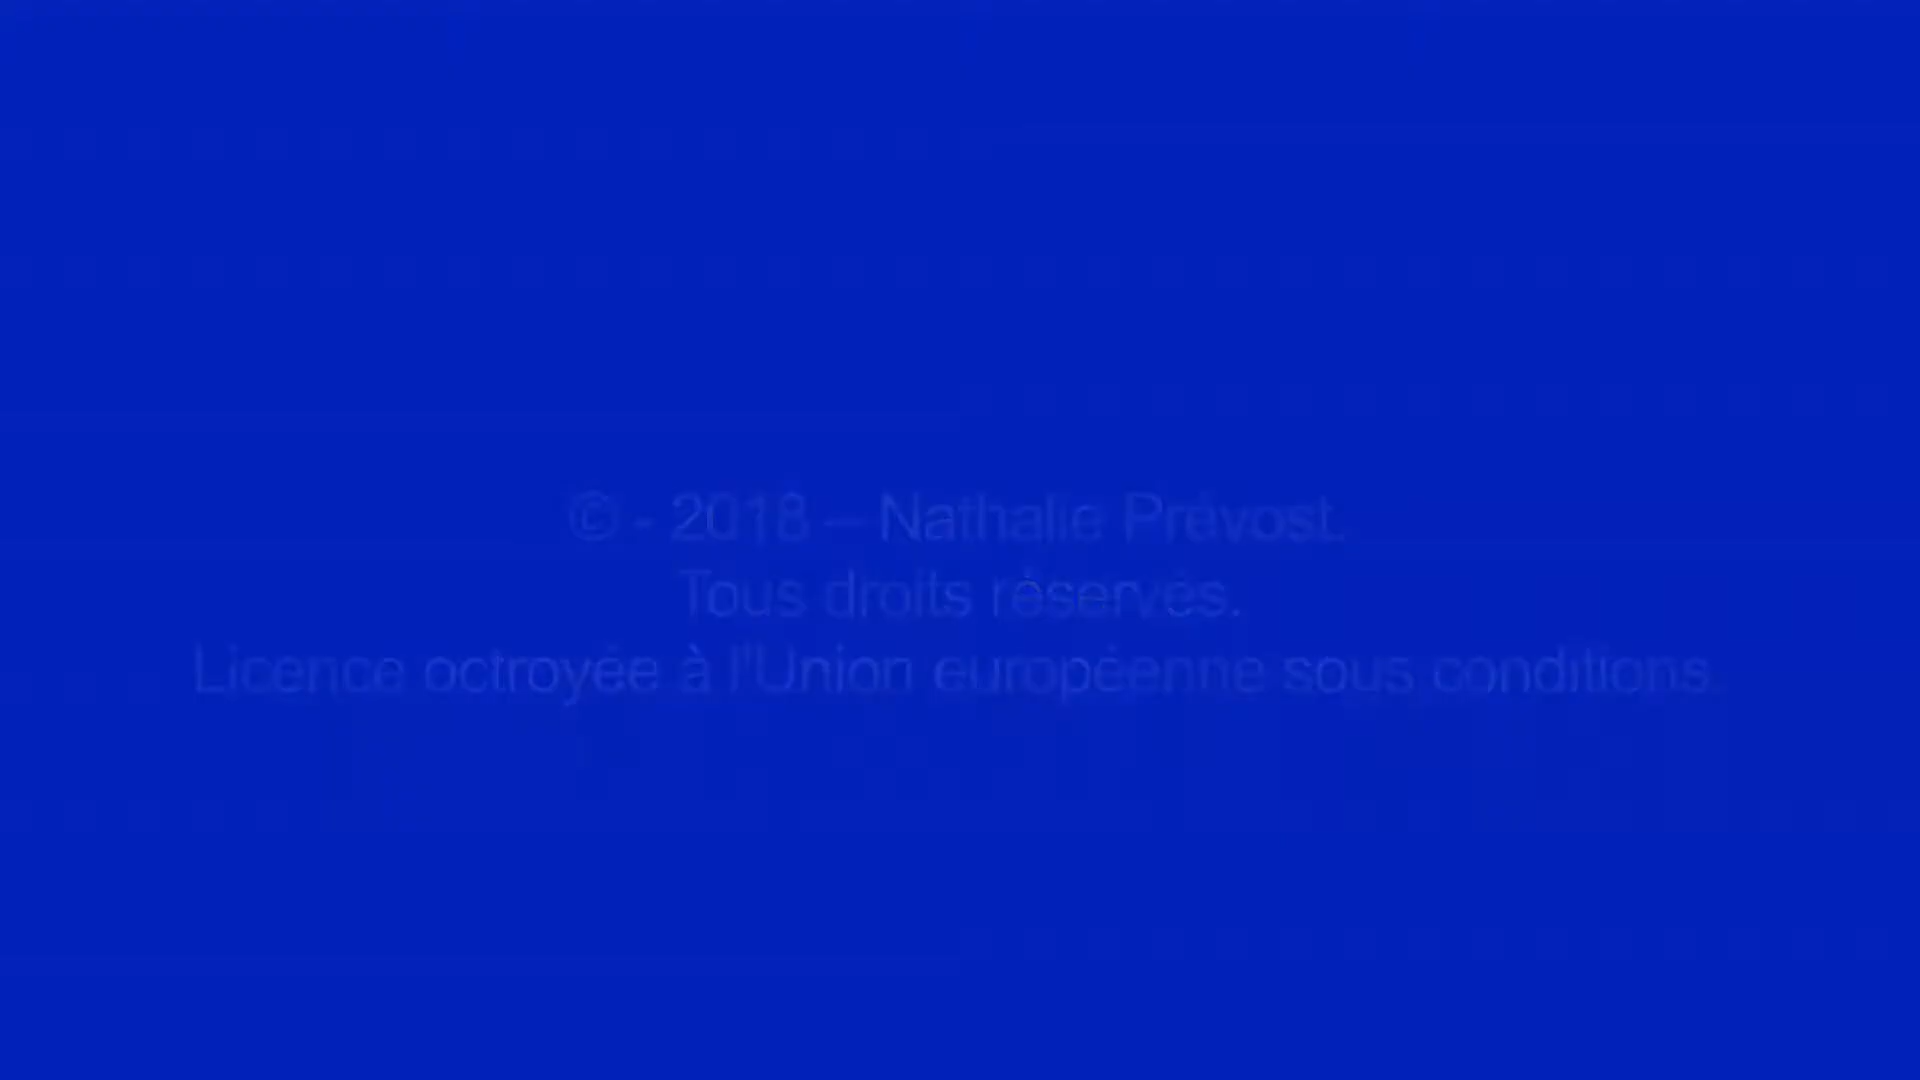 © - 2018 – Nathalie Prévost.
Tous droits réservés.
Licence octroyée à l'Union européenne sous conditions.